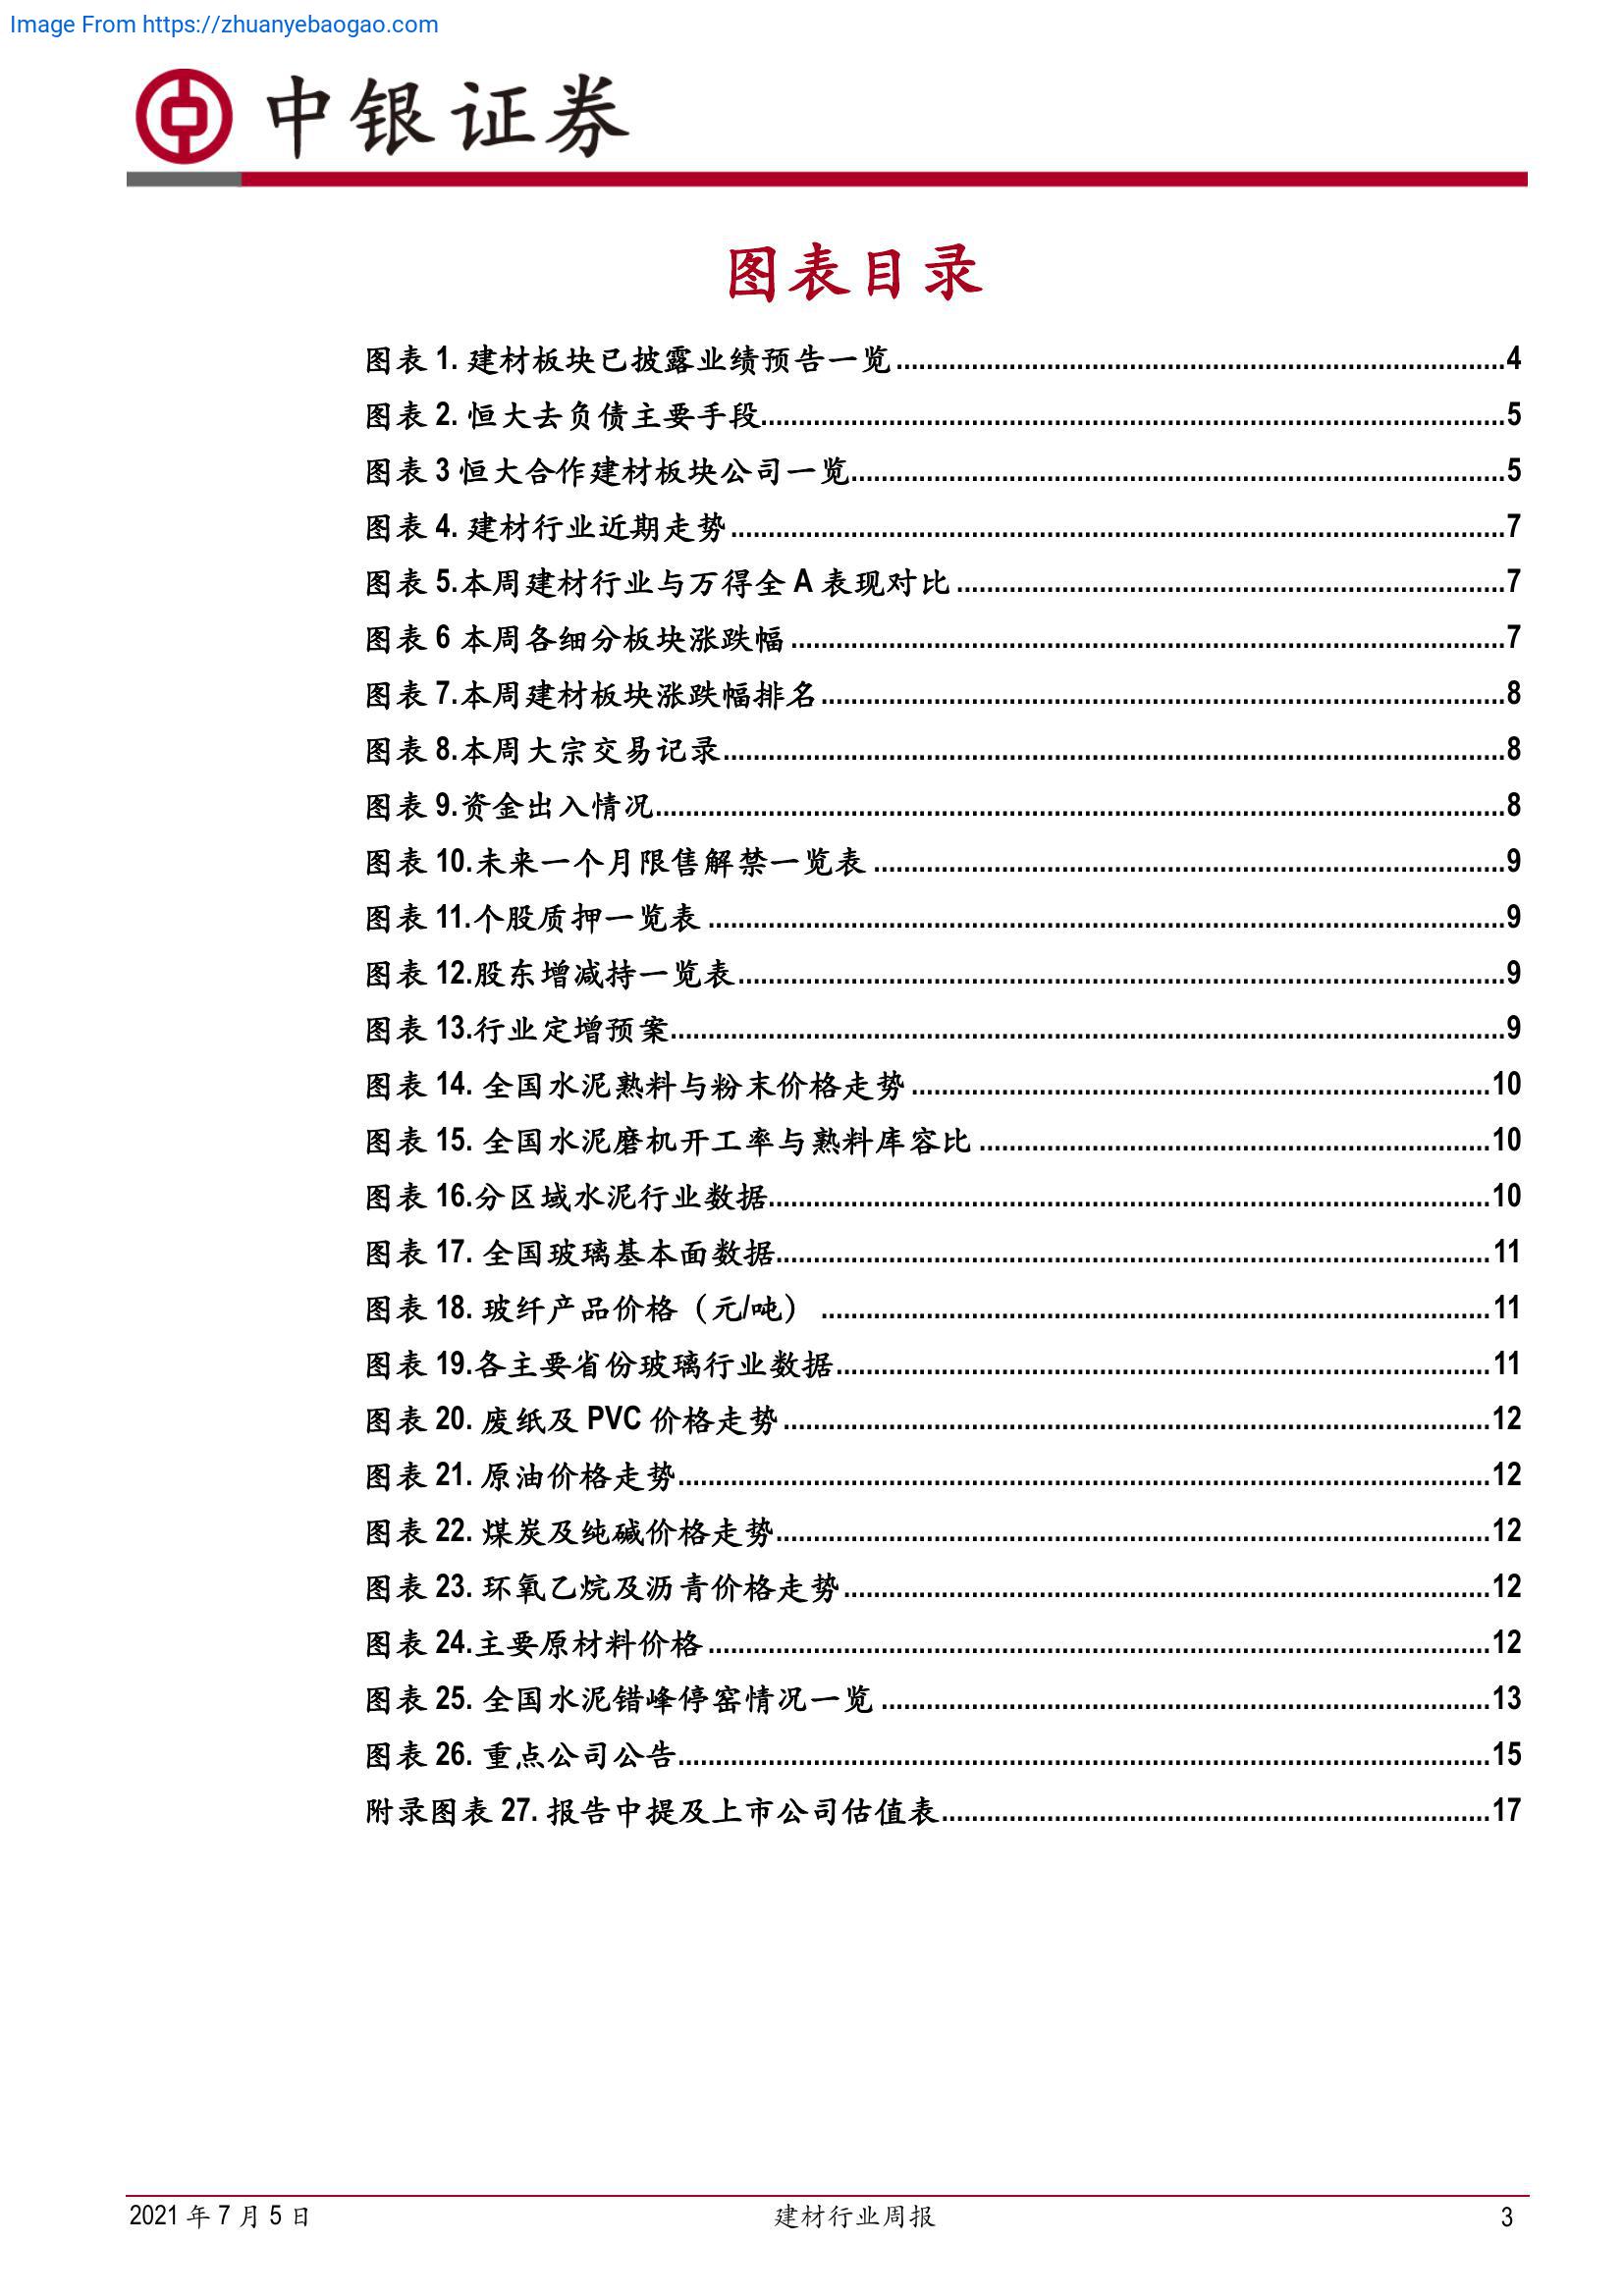 Image From https://zhuanyebaogao.com
中银证券
图表目录
图表 1. 建材板块已披露业绩预告一览 4
图表 2. 恒大去负债主要手段 5
图表 3 恒大合作建材板块公司一览 5
图表 4. 建材行业近期走势 7
图表 5.本周建材行业与万得全 A 表现对比 7
图表 6 本周各细分板块涨跌幅 7
图表 7.本周建材板块涨跌幅排名 8
图表 8.本周大宗交易记录 8
图表 9.资金出入情况 8
图表 10.未来一个月限售解禁一览表 9
图表 11.个股质押一览表 9
图表 12.股东增减持一览表 9
图表 13.行业定增预案 9
图表 14. 全国水泥熟料与粉末价格走势 10
图表 15. 全国水泥磨机开工率与熟料库容比 10
图表 16.分区域水泥行业数据 10
图表 17. 全国玻璃基本面数据 11
图表 18. 玻纤产品价格（元/吨） 11
图表 19.各主要省份玻璃行业数据 11
图表 20. 废纸及 PVC 价格走势 12
图表 21. 原油价格走势 12
图表 22. 煤炭及纯碱价格走势 12
图表 23. 环氧乙烷及沥青价格走势 12
图表 24.主要原材料价格 12
图表 25. 全国水泥错峰停窑情况一览 13
图表 26. 重点公司公告 15
附录图表 27. 报告中提及上市公司估值表 17
2021 年 7 月 5 日 建材行业周报 3